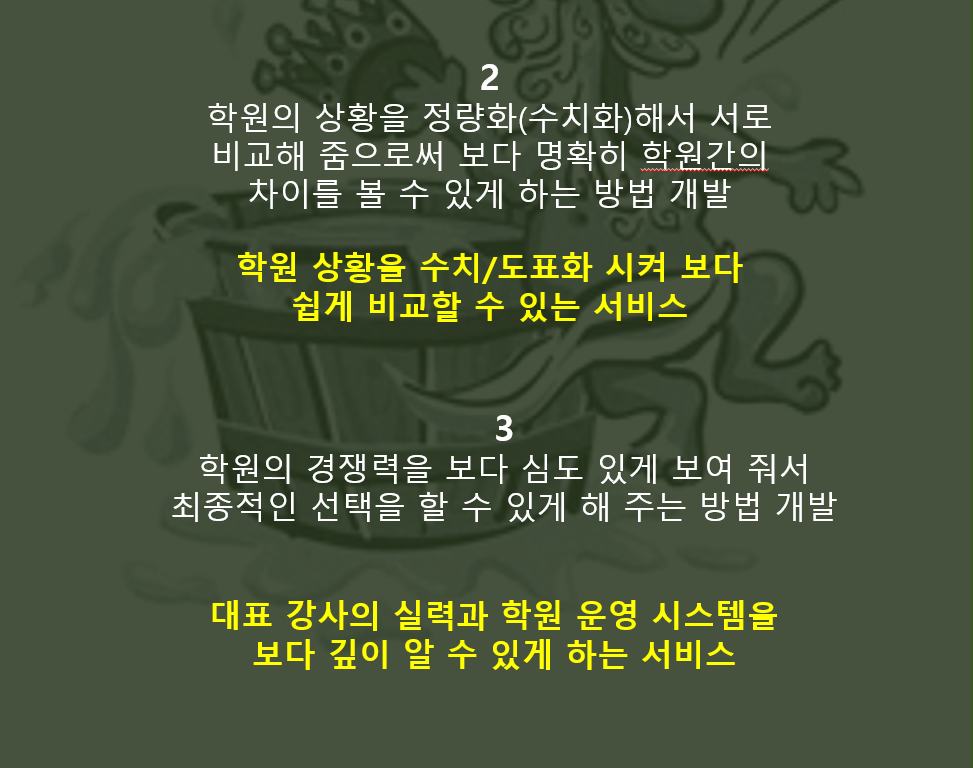 2
학원의 상황을 정량화(수치화)해서 서로
비교해 줌으로써 보다 명확히 학원간의
차이를 볼 수 있게 하는 방법 개발
학원 상황을 수치/도표화 시켜 보다
쉽게 비교할 수 있는 서비스
3
학원의 경쟁력을 보다 심도 있게 보여 줘서
최종적인 선택을 할 수 있게 해 주는 방법 개발
대표 강사의 실력과 학원 운영 시스템을
보다 깊이 알 수 있게 하는 서비스